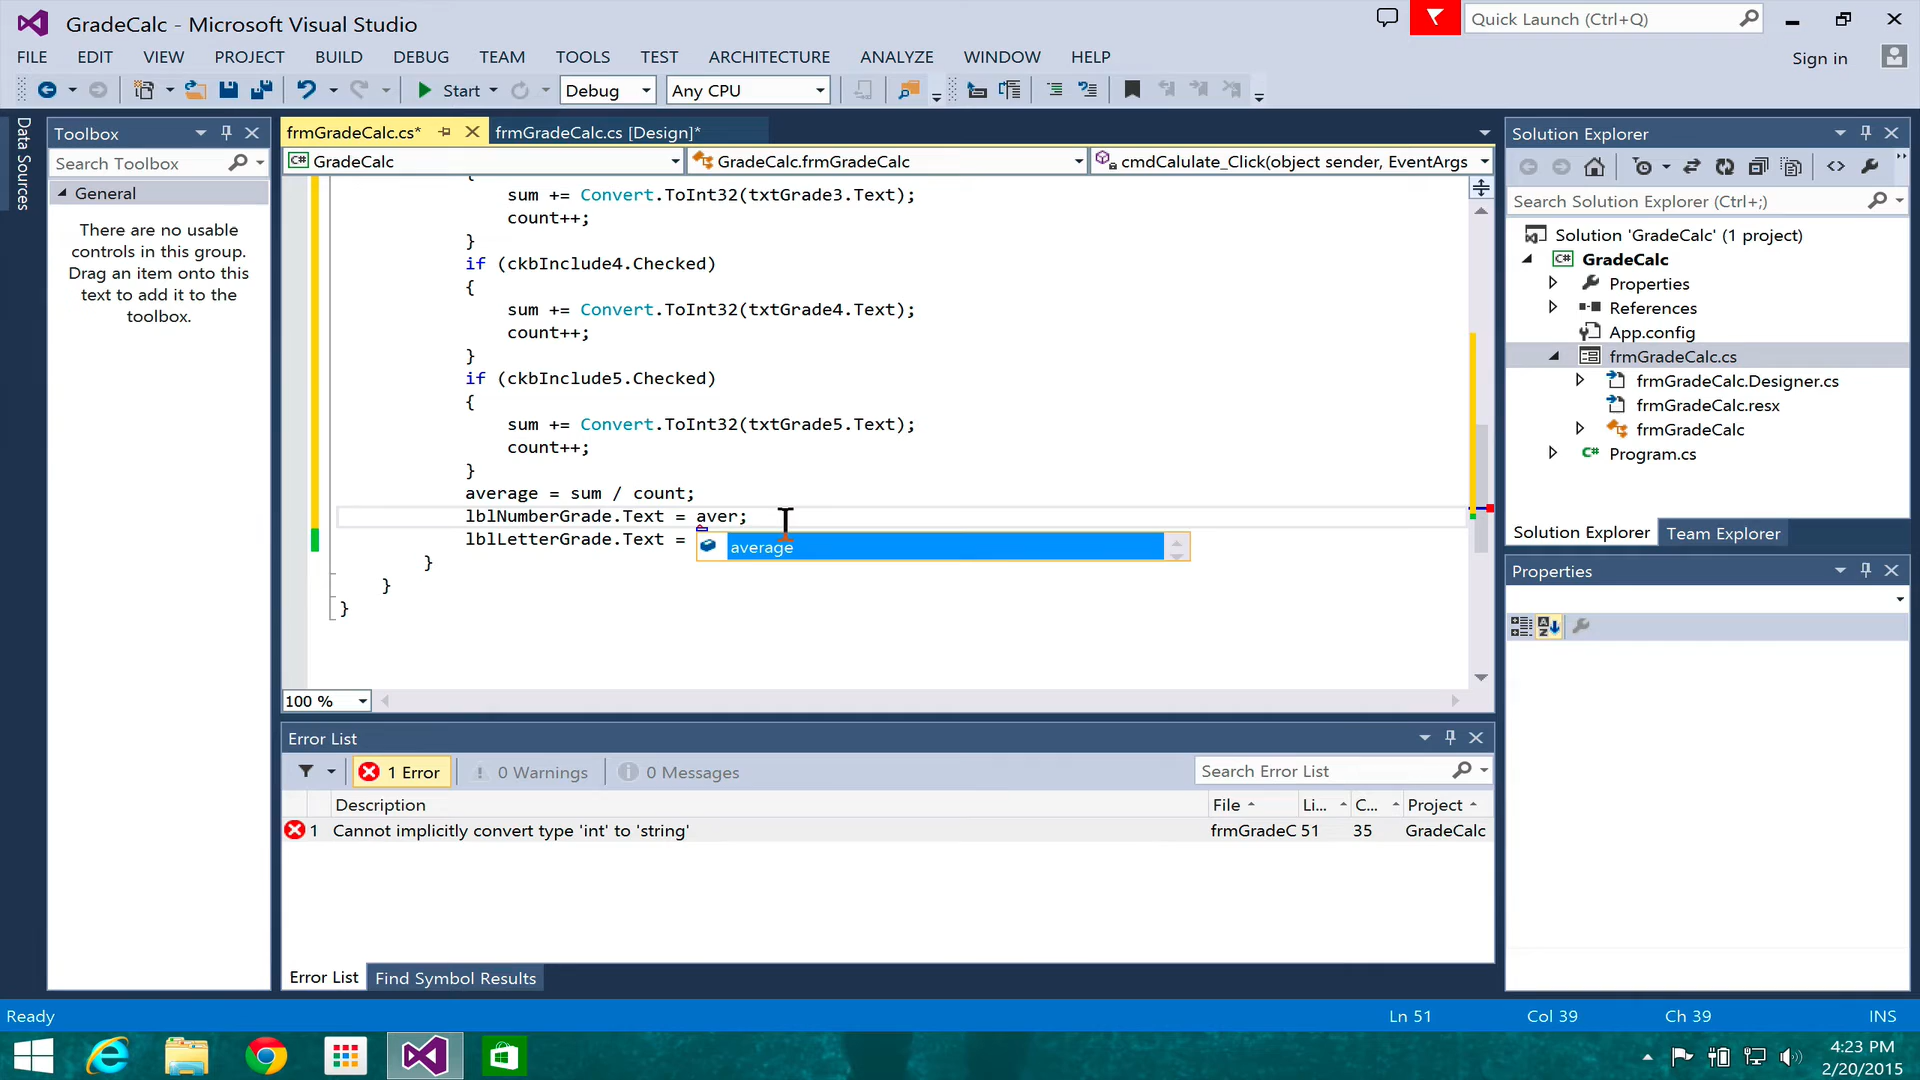 GradeCalc - Microsoft Visual Studio
Quick Launch (Ctrl+Q)
FILE EDIT VIEW PROJECT BUILD DEBUG TEAM TOOLS TEST ARCHITECTURE ANALYZE WINDOW HELP
Sign in
Start Debug Any CPU
Data Sources
Toolbox
Search Toolbox
General
There are no usable
controls in this group.
Drag an item onto this
text to add it to the
toolbox.
frmGradeCalc.cs* frmGradeCalc.cs [Design]*
C# GradeCalc GradeCalc.frmGradeCalc cmdCalulate_Click(object sender, EventArgs
{
sum += Convert.ToInt32(txtGrade3.Text);
count++;
}
if (ckbInclude4.Checked)
{
sum += Convert.ToInt32(txtGrade4.Text);
count++;
}
if (ckbInclude5.Checked)
{
sum += Convert.ToInt32(txtGrade5.Text);
count++;
}
average = sum / count;
lblNumberGrade.Text = aver;
lblLetterGrade.Text =
average
}
}
}
100 %
Error List
1 Error 0 Warnings 0 Messages
Search Error List
Description File Li... C... Project
1 Cannot implicitly convert type 'int' to 'string' frmGradeC 51 35 GradeCalc
Error List Find Symbol Results
Solution Explorer
Search Solution Explorer (Ctrl+;)
Solution 'GradeCalc' (1 project)
C# GradeCalc
Properties
References
App.config
frmGradeCalc.cs
frmGradeCalc.Designer.cs
frmGradeCalc.resx
frmGradeCalc
C# Program.cs
Solution Explorer Team Explorer
Properties
Ready Ln 51 Col 39 Ch 39 INS
4:23 PM
2/20/2015